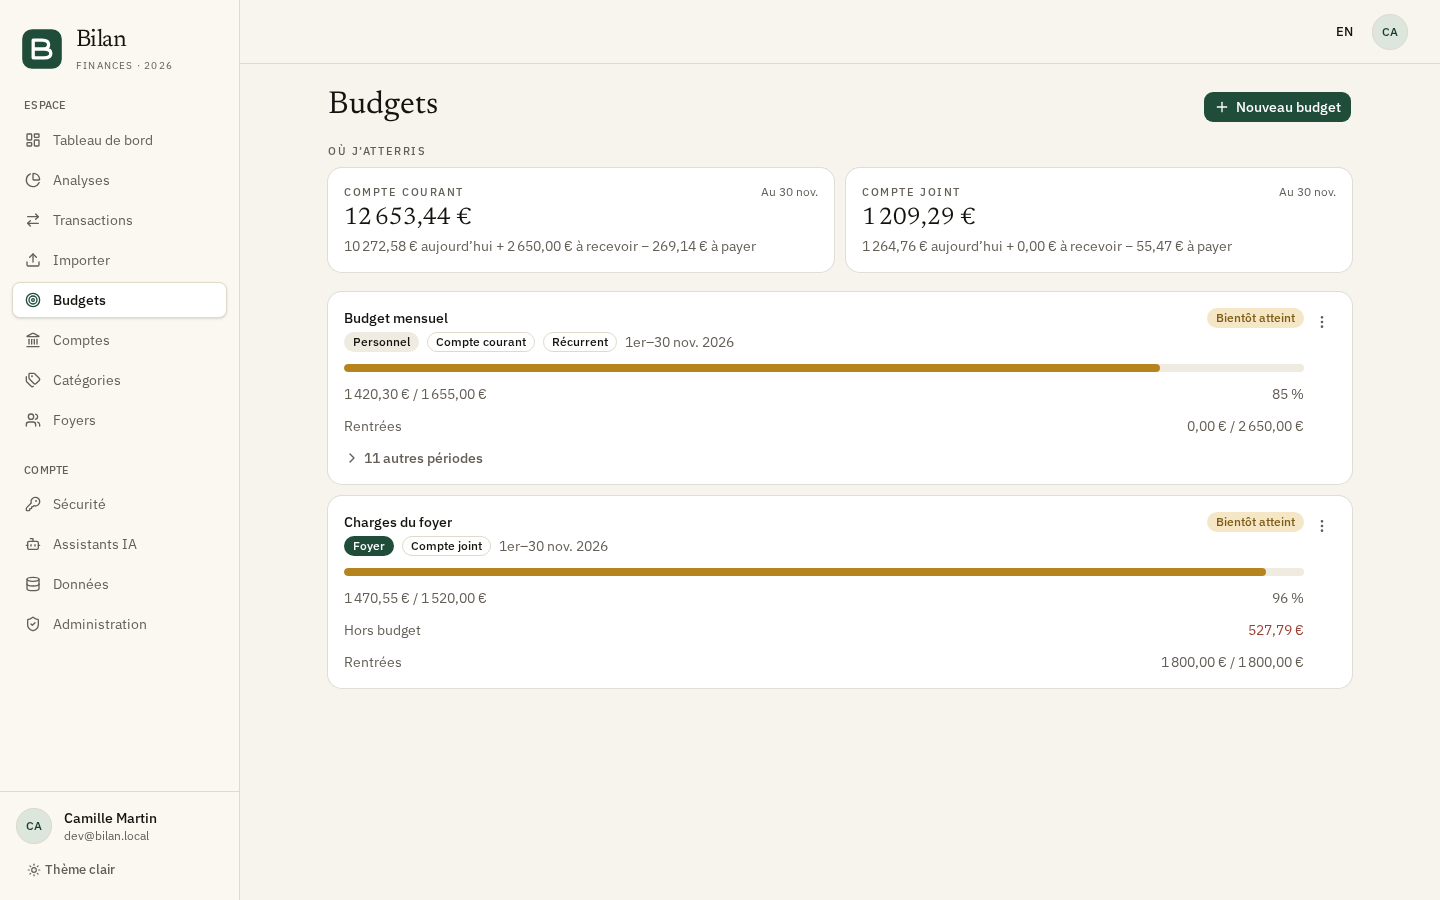 B
Bilan
FINANCES · 2026
ESPACE
Tableau de bord
Analyses
Transactions
Importer
Budgets
Comptes
Catégories
Foyers
COMPTE
Sécurité
Assistants IA
Données
Administration
CA
Camille Martin
dev@bilan.local
Thème clair
EN
CA
Budgets
Nouveau budget
OÙ J'ATTERRIS
COMPTE COURANT
Au 30 nov.
12 653,44 €
10 272,58 € aujourd’hui + 2 650,00 € à recevoir − 269,14 € à payer
COMPTE JOINT
Au 30 nov.
1 209,29 €
1 264,76 € aujourd’hui + 0,00 € à recevoir − 55,47 € à payer
Budget mensuel
Bientôt atteint
Personnel Compte courant Récurrent 1er–30 nov. 2026
1 420,30 € / 1 655,00 €
85 %
Rentrées
0,00 € / 2 650,00 €
11 autres périodes
Charges du foyer
Bientôt atteint
Foyer Compte joint 1er–30 nov. 2026
1 470,55 € / 1 520,00 €
96 %
Hors budget
527,79 €
Rentrées
1 800,00 € / 1 800,00 €